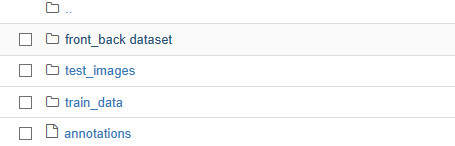 ..
front_back dataset
test_images
train_data
annotations